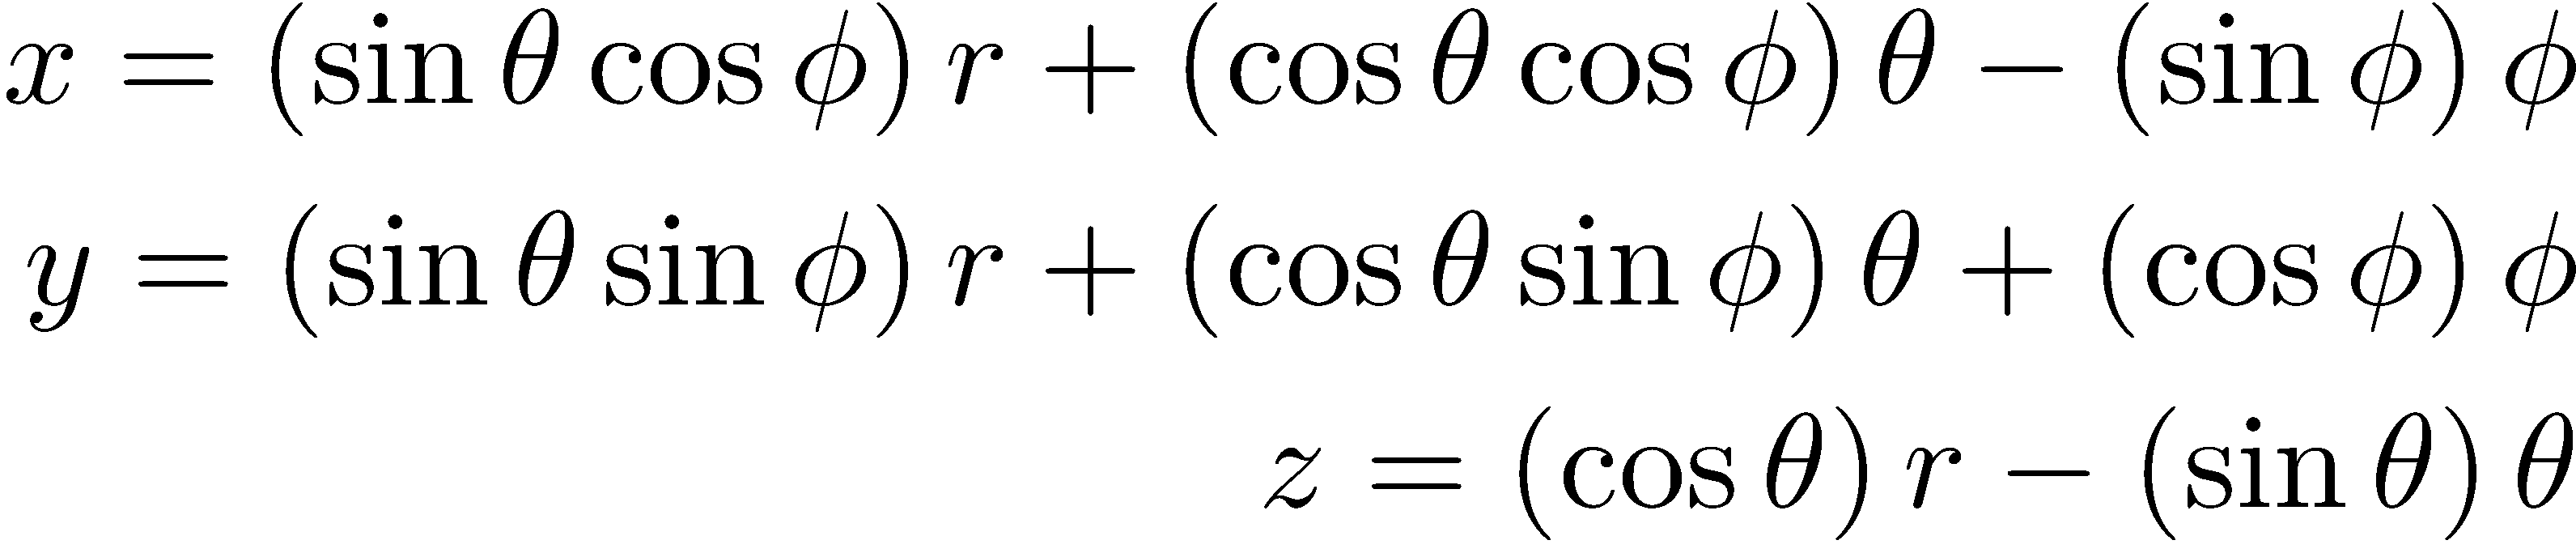 x = (sin θ cos ϕ) r + (cos θ cos ϕ) θ − (sin ϕ) ϕ
y = (sin θ sin ϕ) r + (cos θ sin ϕ) θ + (cos ϕ) ϕ
z = (cos θ) r − (sin θ) θ